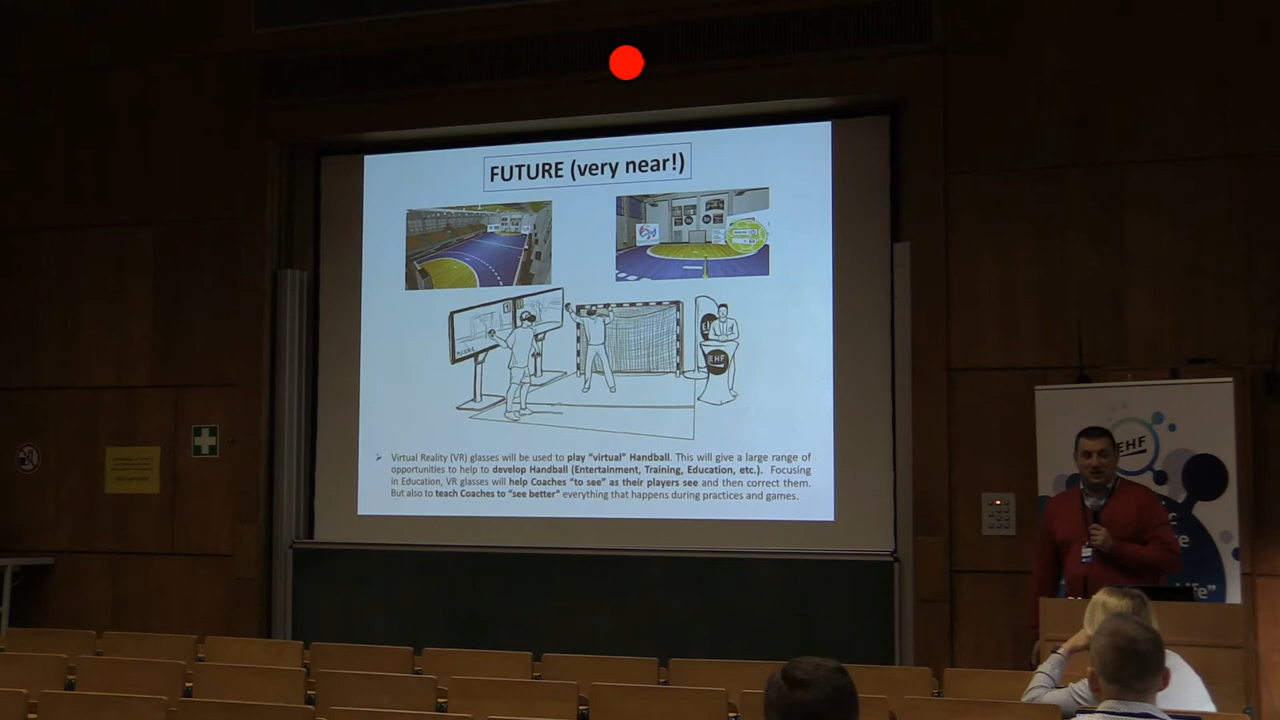 FUTURE (very near!)
EHF
➢ Virtual Reality (VR) glasses will be used to play “virtual” Handball. This will give a large range of
opportunities to help to develop Handball (Entertainment, Training, Education, etc.). Focusing
in Education, VR glasses will help Coaches “to see” as their players see and then correct them.
But also to teach Coaches to “see better” everything that happens during practices and games.
EHF